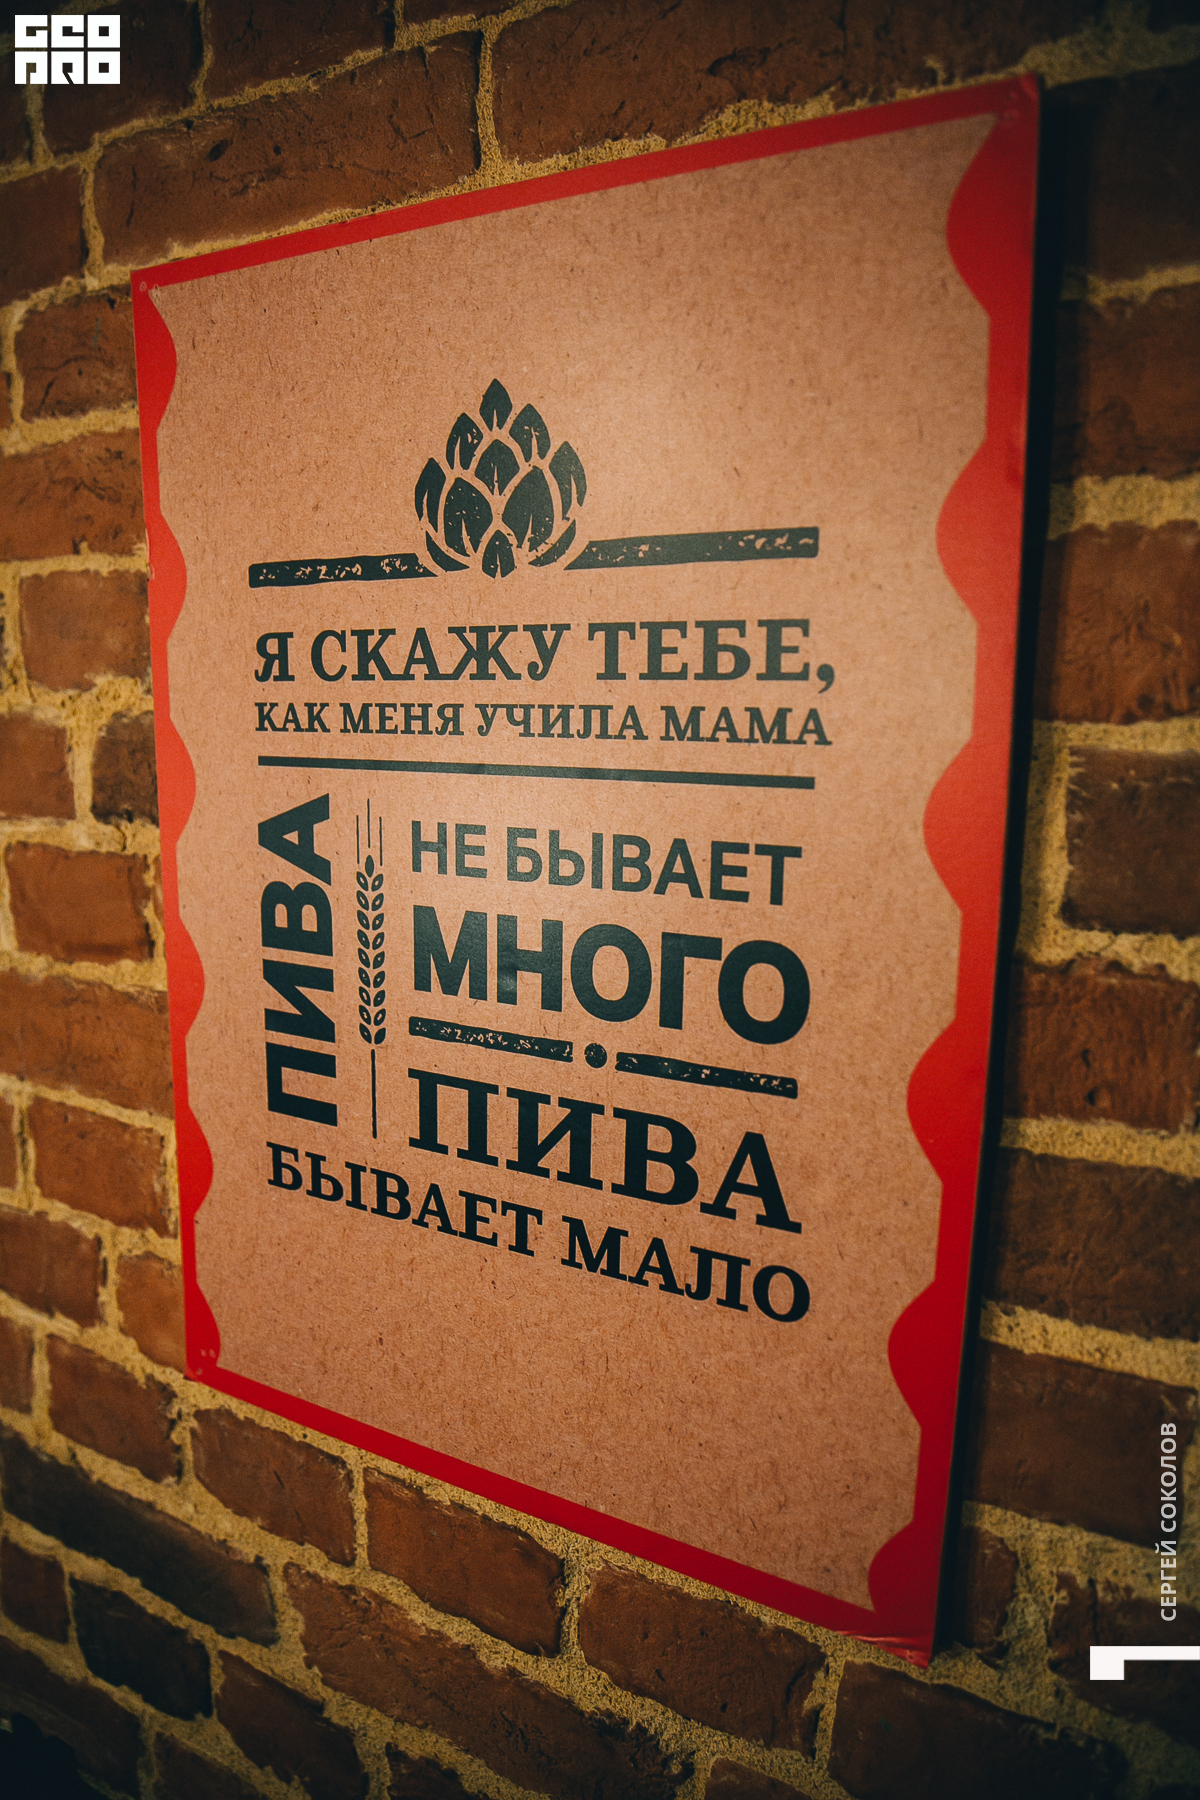 GEO
PRO
Я СКАЖУ ТЕБЕ,
КАК МЕНЯ УЧИЛА МАМА
ПИВА
НЕ БЫВАЕТ
МНОГО
ПИВА
БЫВАЕТ МАЛО
СЕРГЕЙ СОКОЛОВ